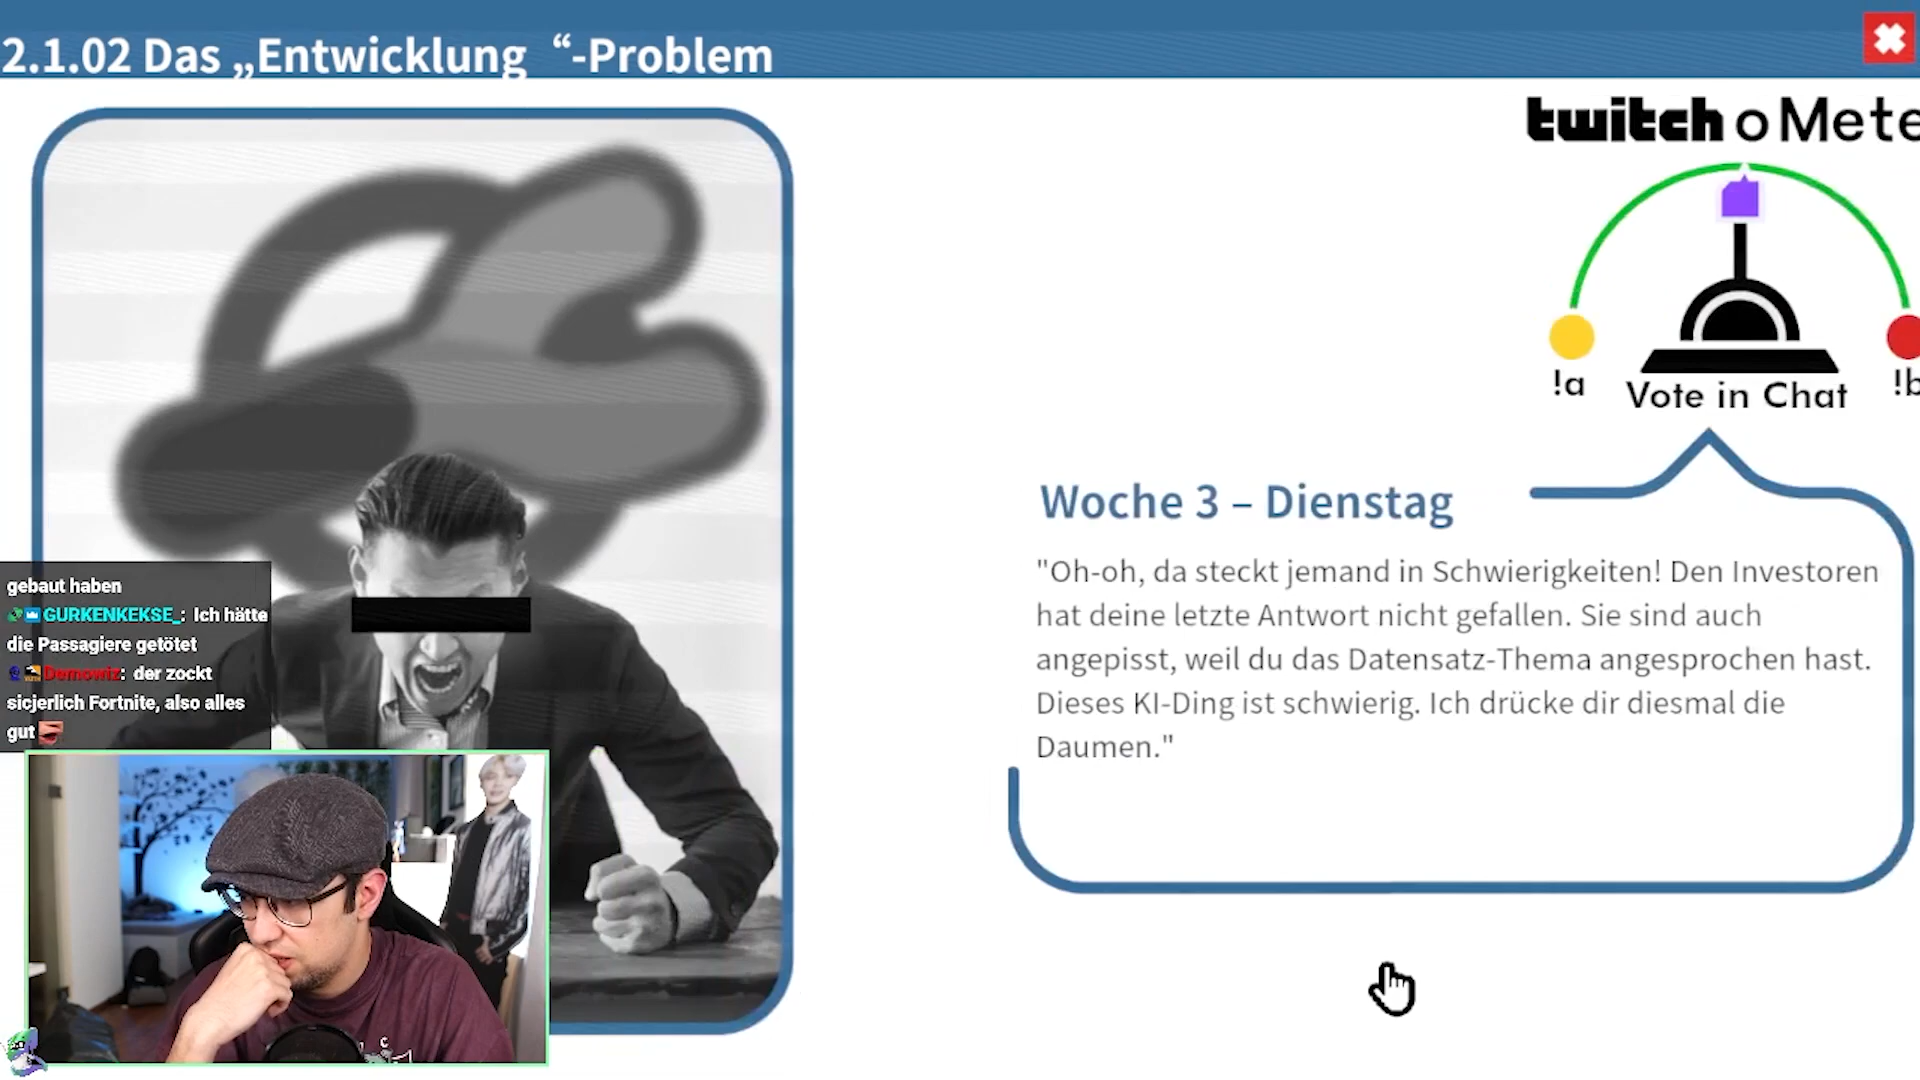 2.1.02 Das „Entwicklung “-Problem
twitch o Mete
!a
Vote in Chat
!b
Woche 3 – Dienstag
"Oh-oh, da steckt jemand in Schwierigkeiten! Den Investoren
hat deine letzte Antwort nicht gefallen. Sie sind auch
angepisst, weil du das Datensatz-Thema angesprochen hast.
Dieses KI-Ding ist schwierig. Ich drücke dir diesmal die
Daumen."
gebaut haben
GURKENKEKSE_: Ich hätte
die Passagiere getötet
Demowiz: der zockt
sicjerlich Fortnite, also alles
gut